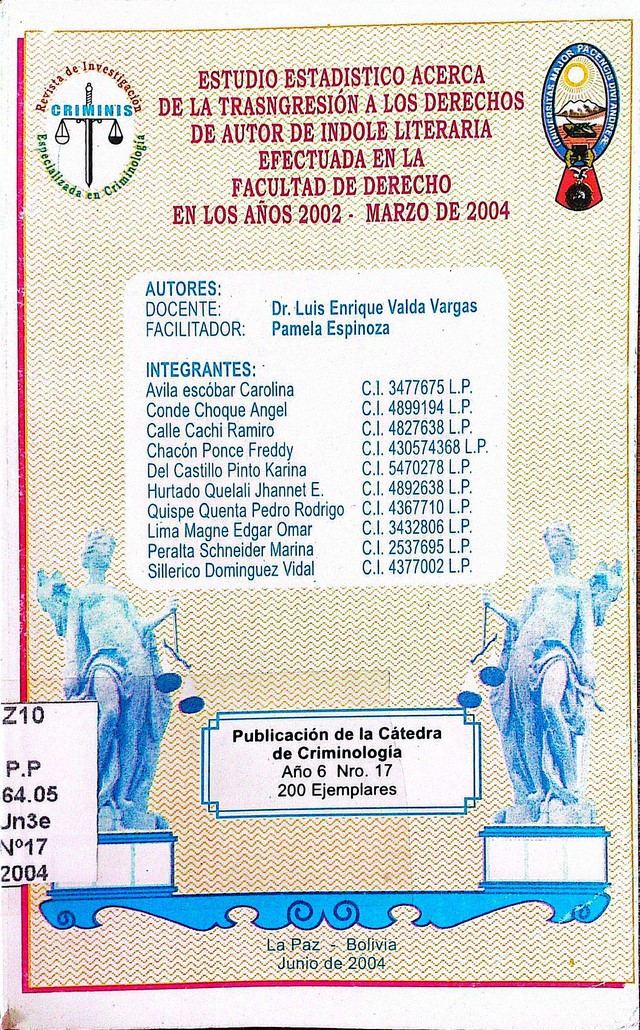 Revista de Investigación
CRIMINIS
Especializada en Criminología
ESTUDIO ESTADISTICO ACERCA
DE LA TRASNGRESIÓN A LOS DERECHOS
DE AUTOR DE INDOLE LITERARIA
EFECTUADA EN LA
FACULTAD DE DERECHO
EN LOS AÑOS 2002 - MARZO DE 2004
UNIVERSITAS MAJOR PACENCIS DIVI ANDREAE
AUTORES:
DOCENTE: Dr. Luis Enrique Valda Vargas
FACILITADOR: Pamela Espinoza
INTEGRANTES:
Avila escóbar Carolina C.I. 3477675 L.P.
Conde Choque Angel C.I. 4899194 L.P.
Calle Cachi Ramiro C.I. 4827638 L.P.
Chacón Ponce Freddy C.I. 430574368 L.P.
Del Castillo Pinto Karina C.I. 5470278 L.P.
Hurtado Quelali Jhannet E. C.I. 4892638 L.P.
Quispe Quenta Pedro Rodrigo C.I. 4367710 L.P.
Lima Magne Edgar Omar C.I. 3432806 L.P.
Peralta Schneider Marina C.I. 2537695 L.P.
Sillerico Dominguez Vidal C.I. 4377002 L.P.
Z10
P.P
64.05
Jn3e
Nº17
2004
Publicación de la Cátedra
de Criminología
Año 6 Nro. 17
200 Ejemplares
La Paz - Bolivia
Junio de 2004